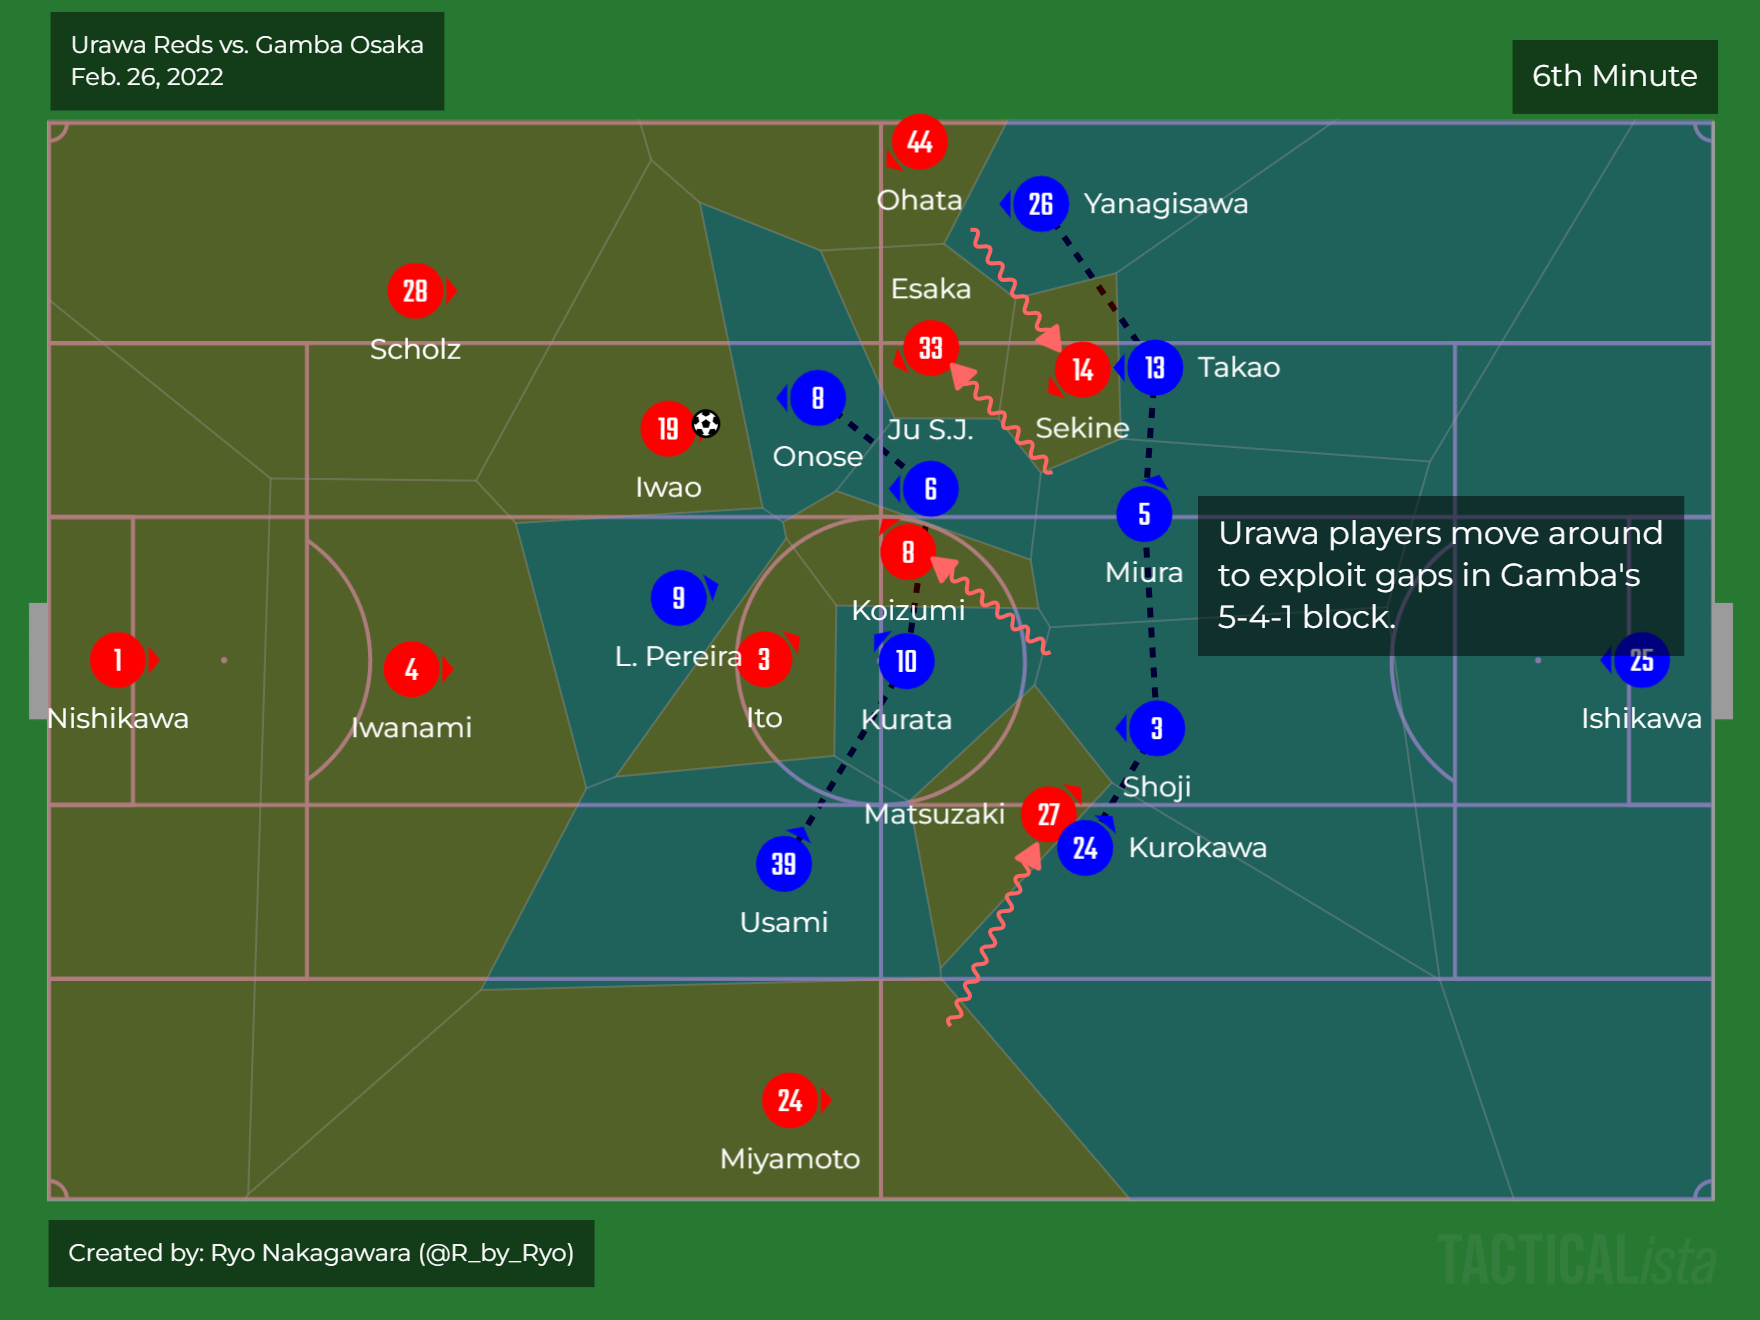 Urawa Reds vs. Gamba Osaka
Feb. 26, 2022
6th Minute
44
Ohata
26
Yanagisawa
28
Scholz
Esaka
33
14
Sekine
13
Takao
8
Onose
19
Iwao
Ju S.J.
6
5
Miura
Urawa players move around
to exploit gaps in Gamba's
5-4-1 block.
8
Koizumi
9
L. Pereira
3
Ito
10
Kurata
1
Nishikawa
4
Iwanami
25
Ishikawa
3
Shoji
Matsuzaki
27
24
Kurokawa
39
Usami
24
Miyamoto
Created by: Ryo Nakagawara (@R_by_Ryo)
TACTICALista